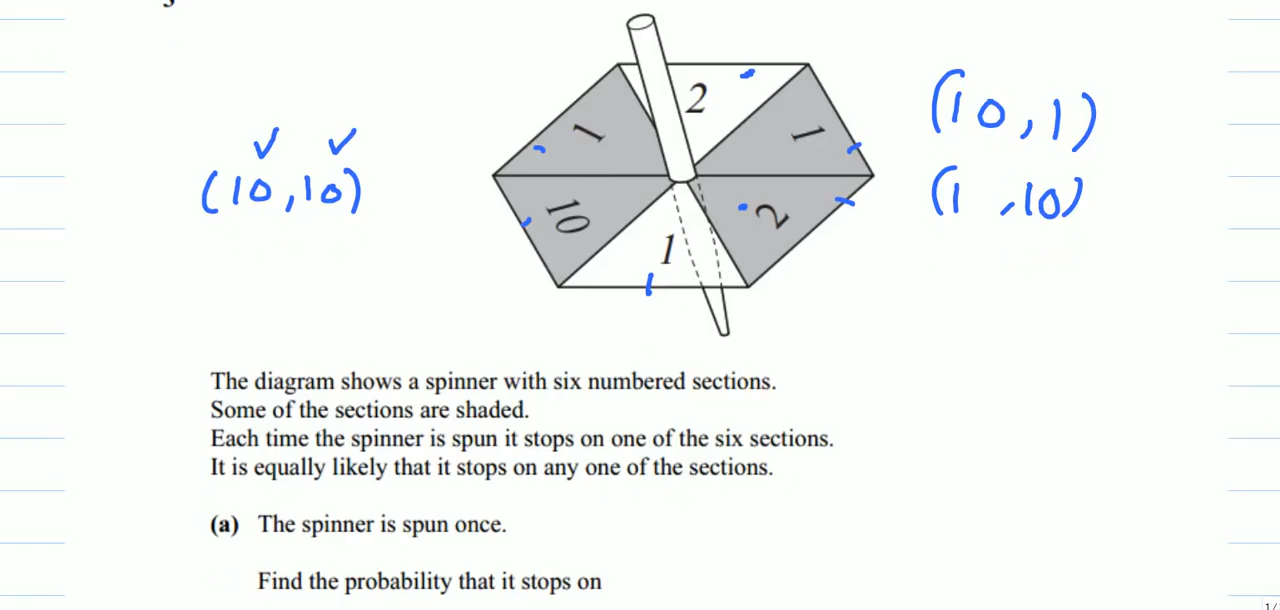 2
1
1
(10,1)
(10,10)
(1,10)
10
2
1
The diagram shows a spinner with six numbered sections.
Some of the sections are shaded.
Each time the spinner is spun it stops on one of the six sections.
It is equally likely that it stops on any one of the sections.
(a) The spinner is spun once.
Find the probability that it stops on
1/